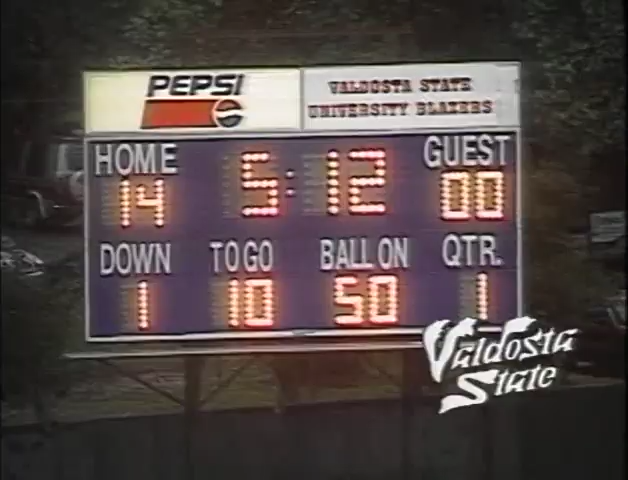 PEPSI
VALDOSTA STATE
UNIVERSITY BLAZERS
HOME 5:12 GUEST
14 00
DOWN TO GO BALL ON QTR.
1 10 50 1
Valdosta
State